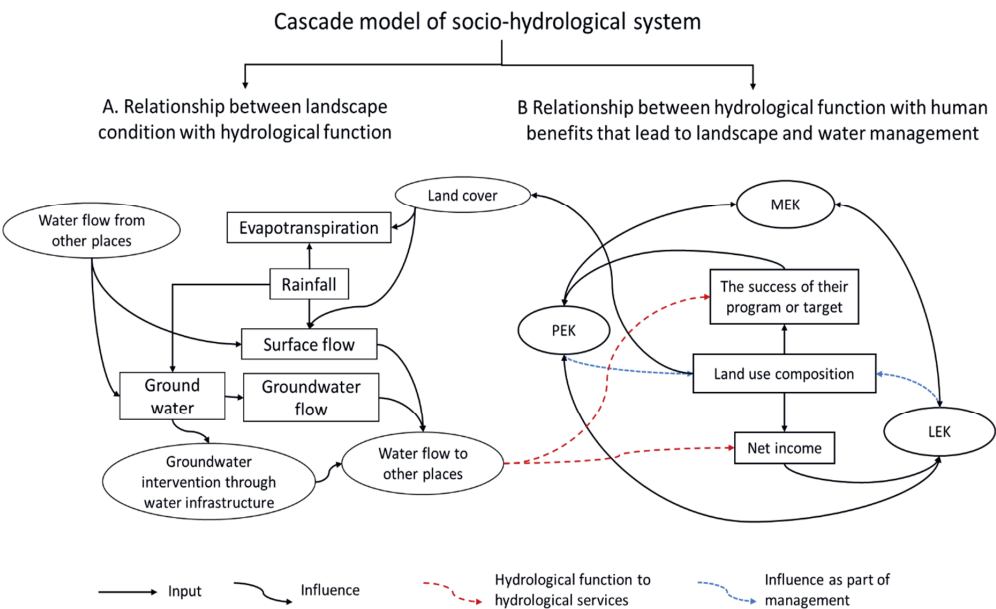 Cascade model of socio-hydrological system
A. Relationship between landscape
condition with hydrological function
B Relationship between hydrological function with human
benefits that lead to landscape and water management
Water flow from
other places
Land cover
Evapotranspiration
Rainfall
Surface flow
Ground
water
Groundwater
flow
Groundwater
intervention through
water infrastructure
Water flow to
other places
MEK
The success of their
program or target
PEK
Land use composition
Net income
LEK
Input
Influence
Hydrological function to
hydrological services
Influence as part of
management